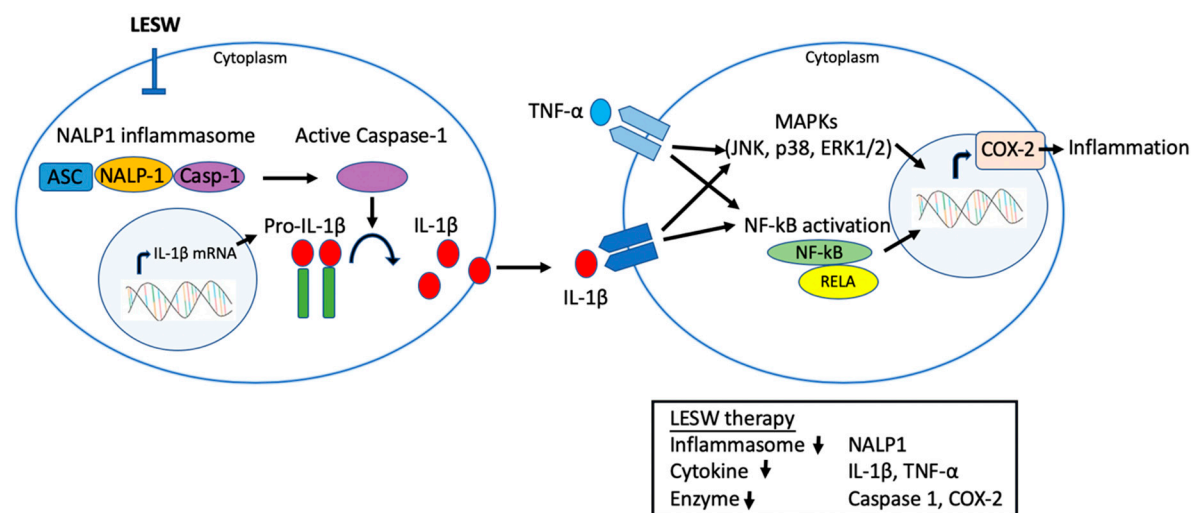 LESW
Cytoplasm
NALP1 inflammasome
Active Caspase-1
ASC
NALP-1
Casp-1
IL-1β mRNA
Pro-IL-1β
IL-1β
Cytoplasm
TNF-α
IL-1β
MAPKs
(JNK, p38, ERK1/2)
NF-kB activation
NF-kB
RELA
COX-2
Inflammation
LESW therapy
Inflammasome NALP1
Cytokine IL-1β, TNF-α
Enzyme Caspase 1, COX-2